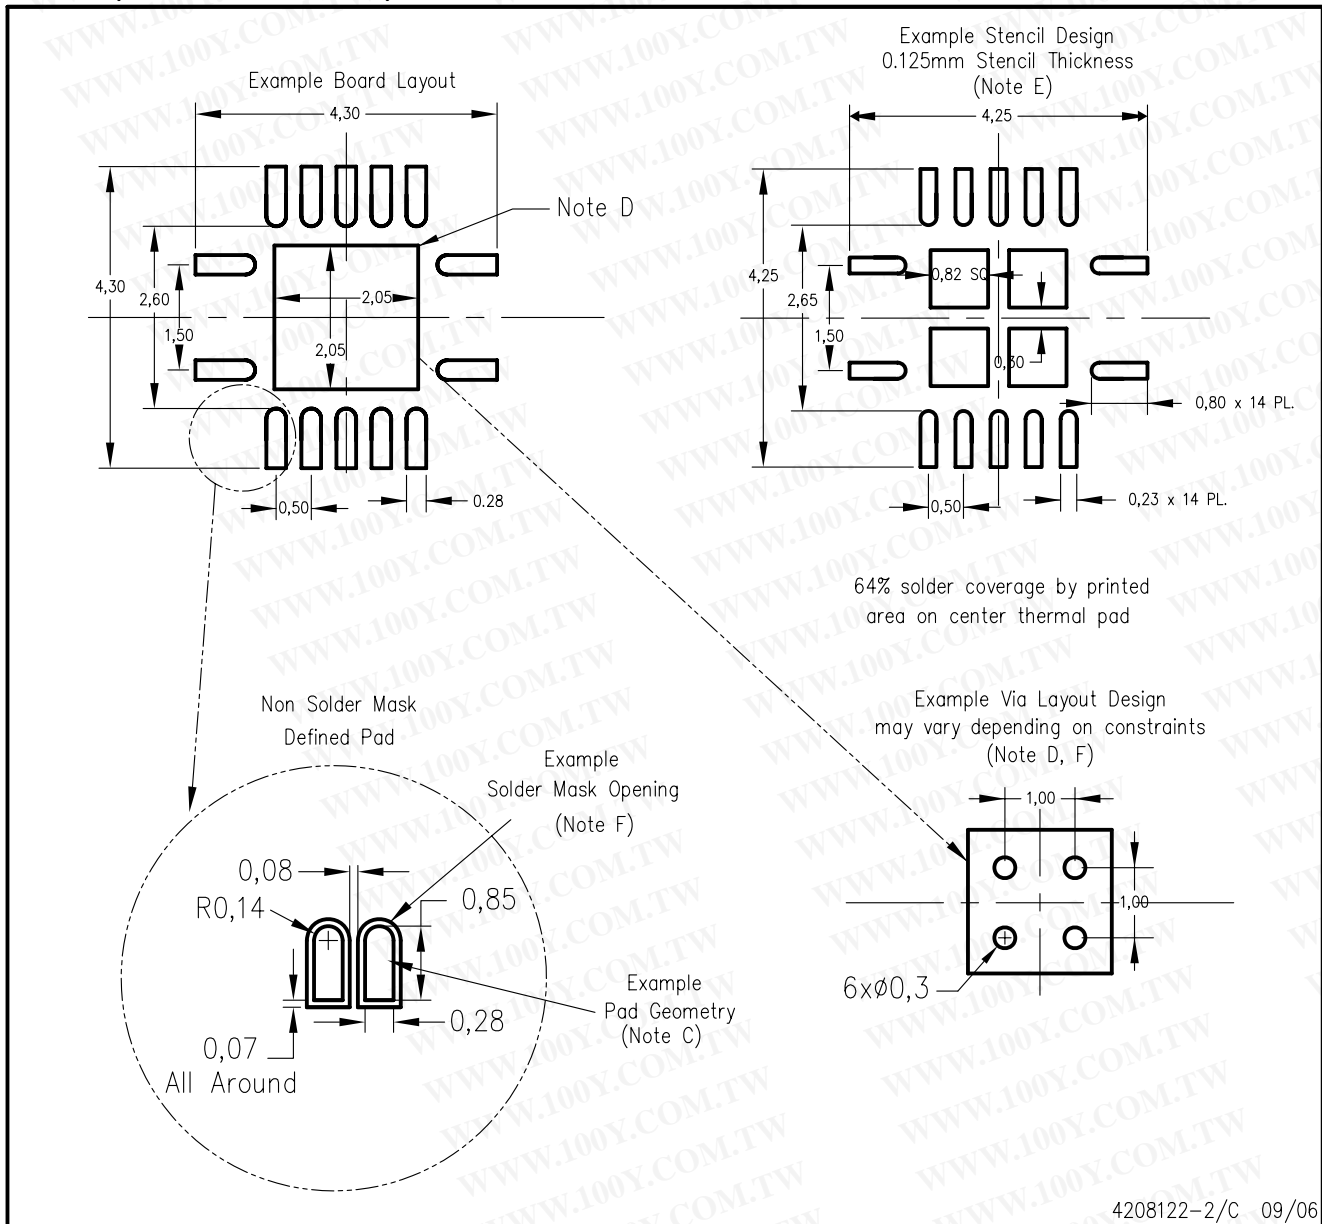 Example Board Layout
4,30
Note D
4,30
2,60
1,50
2,05
2,05
0,50
0.28
Example Stencil Design
0.125mm Stencil Thickness
(Note E)
4,25
4,25
2,65
1,50
0,82 SQ
0,30
0,80 x 14 PL.
0,50
0,23 x 14 PL.
64% solder coverage by printed
area on center thermal pad
Non Solder Mask
Defined Pad
Example
Solder Mask Opening
(Note F)
0,08
R0,14
0,85
0,28
0,07
All Around
Example
Pad Geometry
(Note C)
Example Via Layout Design
may vary depending on constraints
(Note D, F)
1,00
1,00
6xø0,3
4208122-2/C 09/06
WWW.100Y.COM.TW